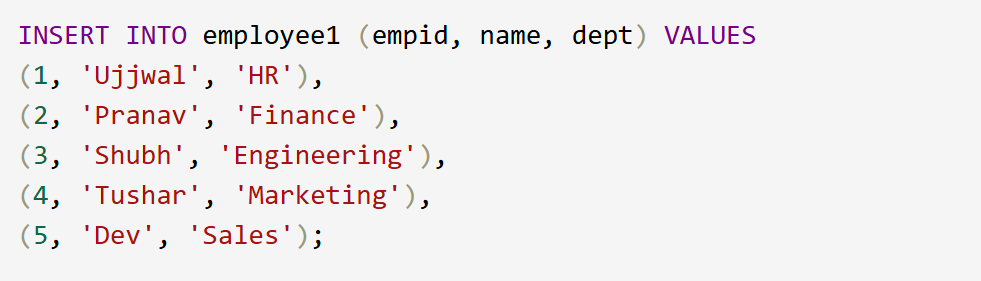 INSERT INTO employee1 (empid, name, dept) VALUES
(1, 'Ujjwal', 'HR'),
(2, 'Pranav', 'Finance'),
(3, 'Shubh', 'Engineering'),
(4, 'Tushar', 'Marketing'),
(5, 'Dev', 'Sales');